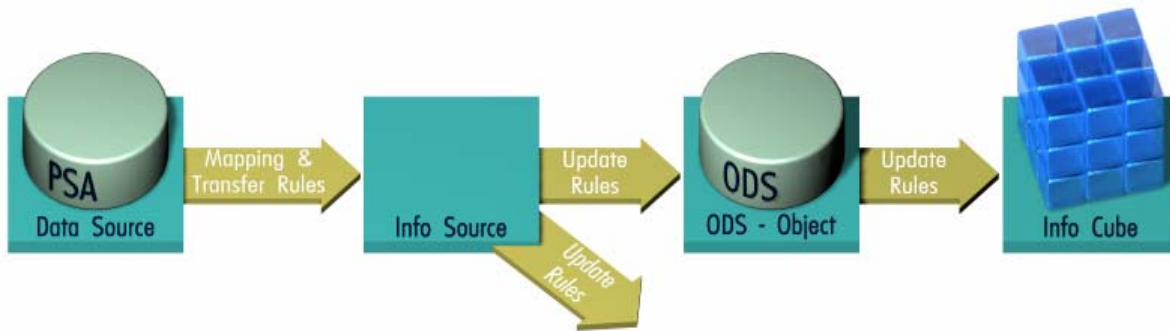 PSA
Data Source
Mapping &
Transfer Rules
Info Source
Update
Rules
Update
Rules
ODS
ODS - Object
Update
Rules
Info Cube